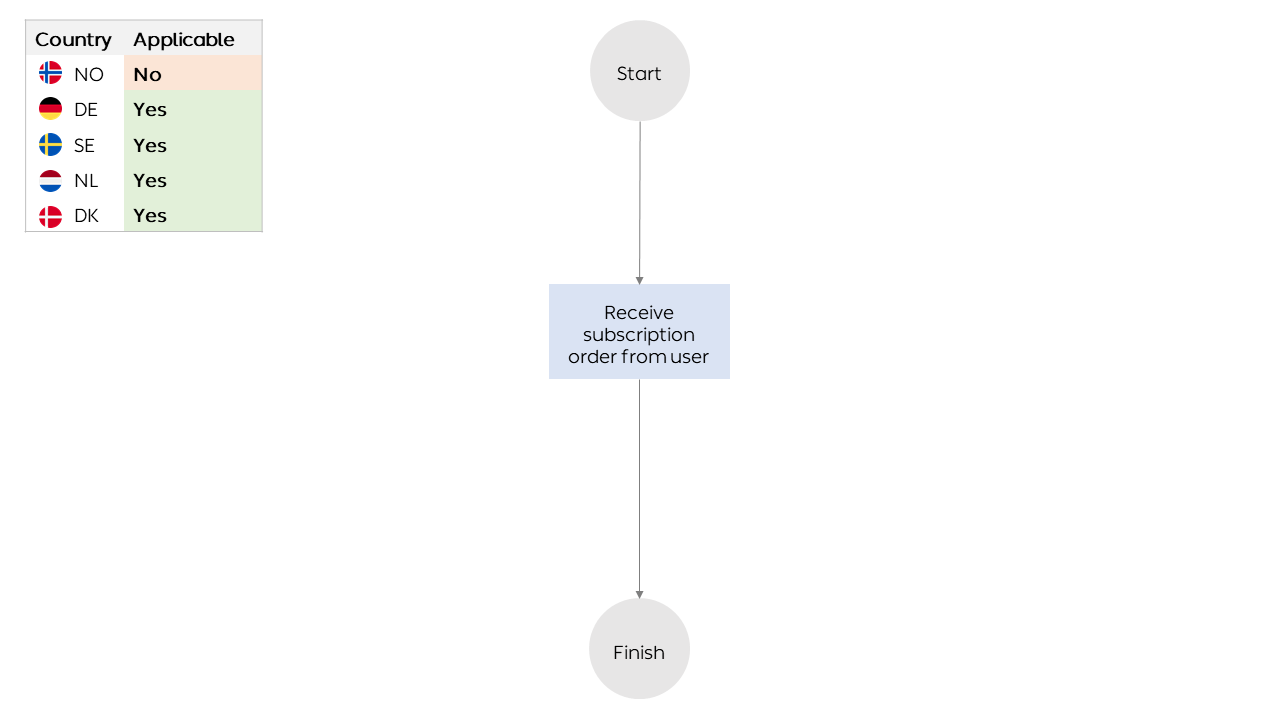 Country Applicable
NO No
DE Yes
SE Yes
NL Yes
DK Yes
Start
Receive
subscription
order from user
Finish